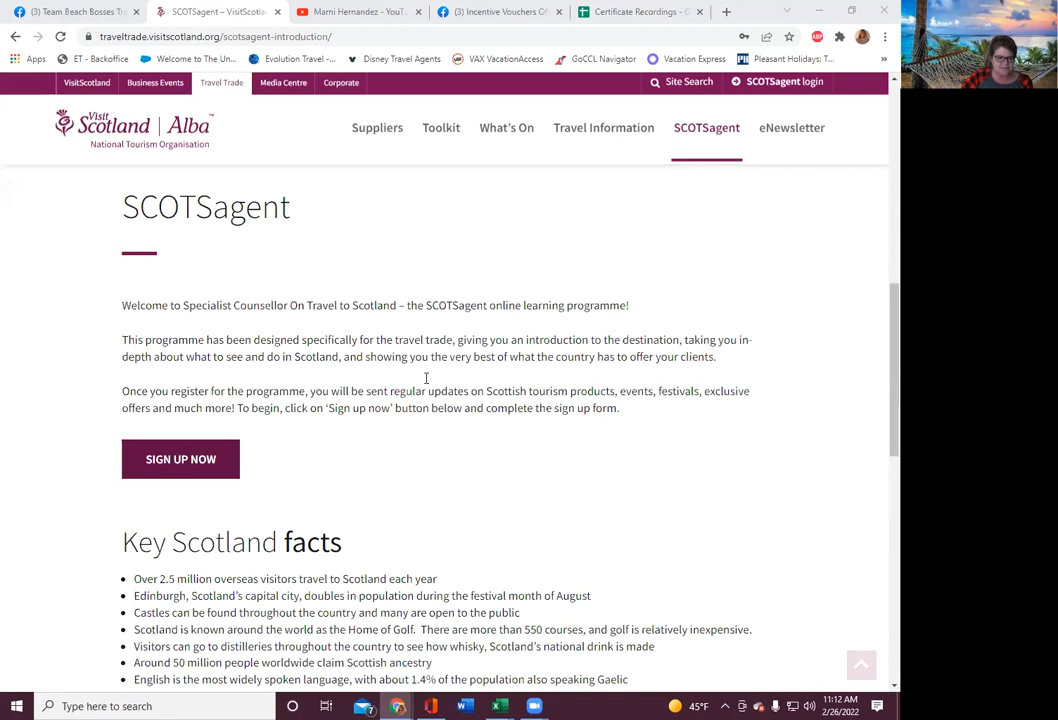 (3) Team Beach Bosses Tra
SCOTSagent – VisitScotlan
Marni Hernandez - YouT
(3) Incentive Vouchers Of
Certificate Recordings - G
traveltrade.visitscotland.org/scotsagent-introduction/
Apps
ET - Backoffice
Welcome to The Un...
Evolution Travel -...
Disney Travel Agents
VAX VacationAccess
GoCCL Navigator
Vacation Express
Pleasant Holidays: T...
VisitScotland
Business Events
Travel Trade
Media Centre
Corporate
Site Search
SCOTSagent login
Visit
Scotland | Alba™
National Tourism Organisation
Suppliers
Toolkit
What's On
Travel Information
SCOTSagent
eNewsletter
SCOTSagent
Welcome to Specialist Counsellor On Travel to Scotland – the SCOTSagent online learning programme!
This programme has been designed specifically for the travel trade, giving you an introduction to the destination, taking you in-
depth about what to see and do in Scotland, and showing you the very best of what the country has to offer your clients.
Once you register for the programme, you will be sent regular updates on Scottish tourism products, events, festivals, exclusive
offers and much more! To begin, click on ‘Sign up now’ button below and complete the sign up form.
SIGN UP NOW
Key Scotland facts
Over 2.5 million overseas visitors travel to Scotland each year
Edinburgh, Scotland’s capital city, doubles in population during the festival month of August
Castles can be found throughout the country and many are open to the public
Scotland is known around the world as the Home of Golf. There are more than 550 courses, and golf is relatively inexpensive.
Visitors can go to distilleries throughout the country to see how whisky, Scotland’s national drink is made
Around 50 million people worldwide claim Scottish ancestry
English is the most widely spoken language, with about 1.4% of the population also speaking Gaelic
Type here to search
45°F
11:12 AM
2/26/2022